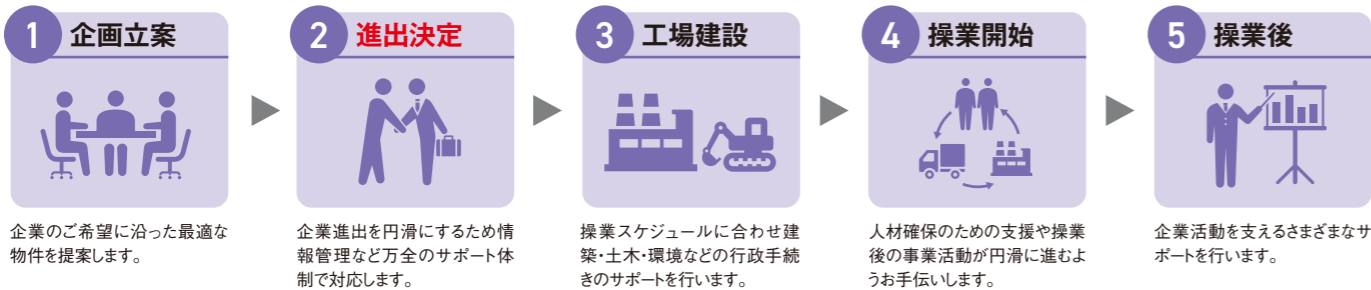 1 企画立案
企業のご希望に沿った最適な
物件を提案します。
2 進出決定
企業進出を円滑にするため情
報管理など万全のサポート体
制で対応します。
3 工場建設
操業スケジュールに合わせ建
築・土木・環境などの行政手続
きのサポートを行います。
4 操業開始
人材確保のための支援や操業
後の事業活動が円滑に進むよ
うお手伝いします。
5 操業後
企業活動を支えるさまざまなサ
ポートを行います。